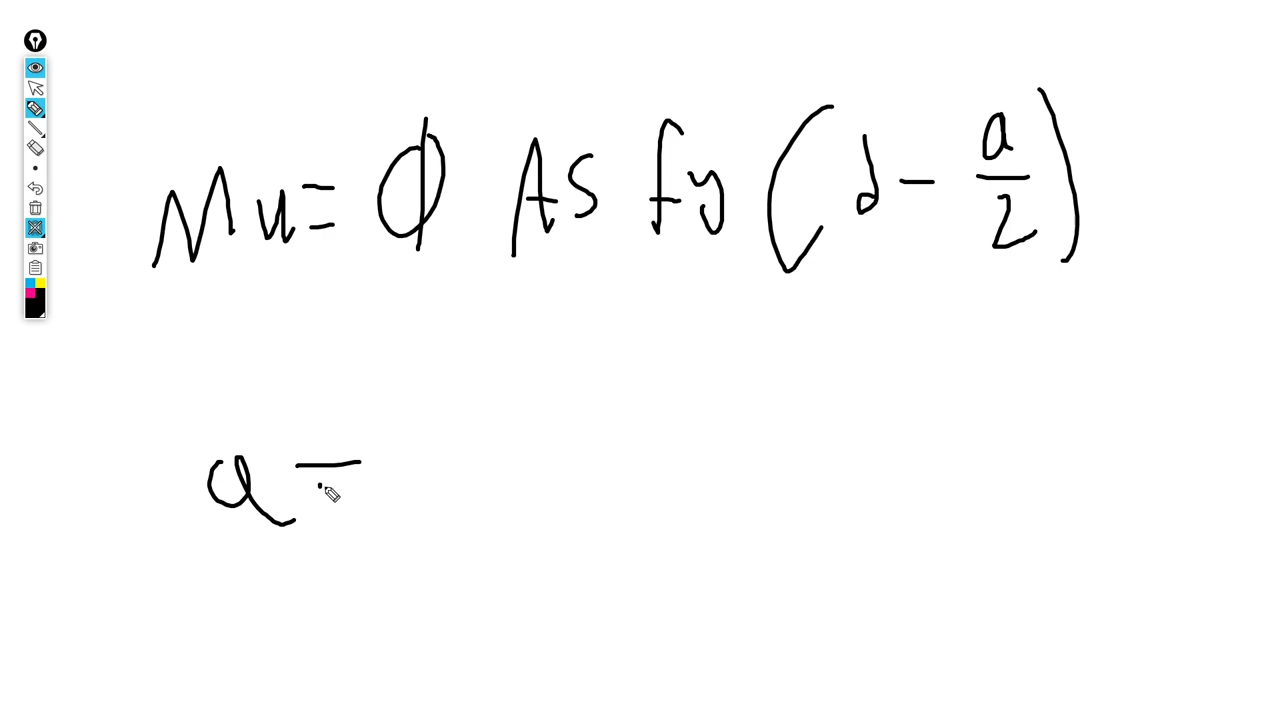 Mu = Ø As fy (d - a/2)
a =